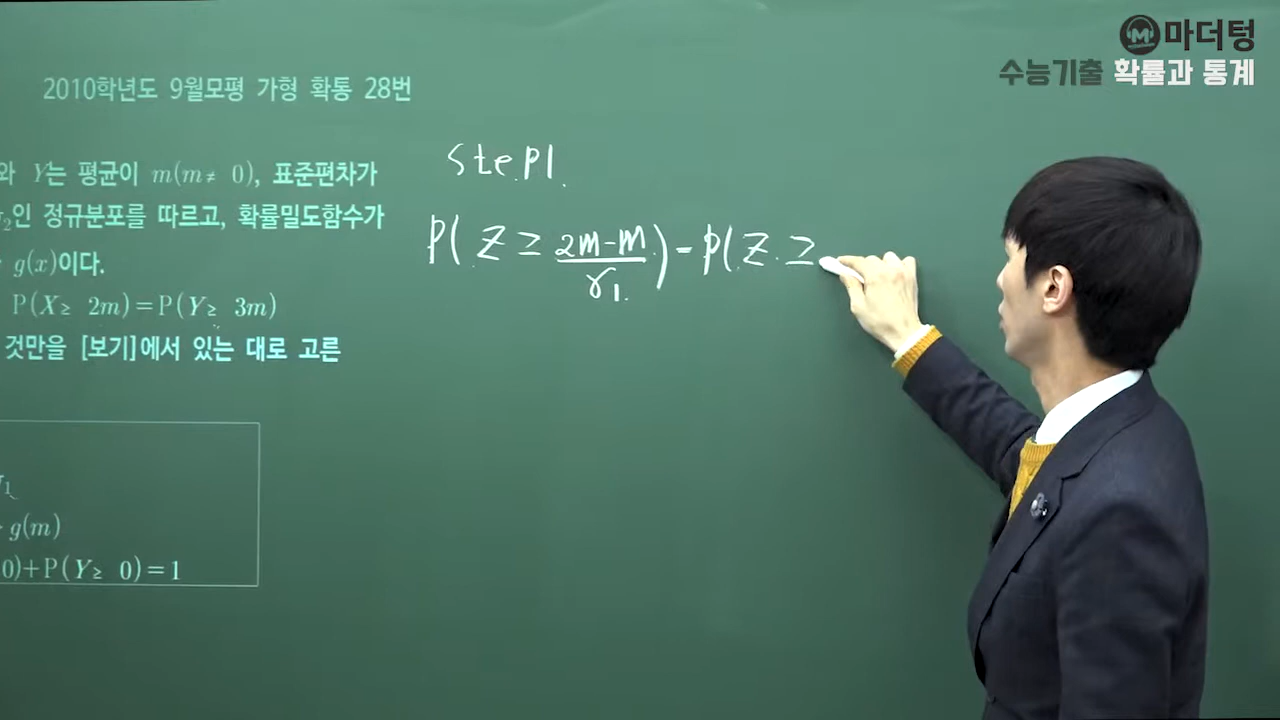 마더텅
수능기출 확률과 통계
2010학년도 9월모평 가형 확통 28번
와 Y는 평균이 m(m≠ 0), 표준편차가
₂인 정규분포를 따르고, 확률밀도함수가
g(x)이다.
P(X≥ 2m)=P(Y≥ 3m)
것만을 [보기]에서 있는 대로 고른
g(m)
0)+P(Y≥ 0)=1
Step1.
P( Z ≥ 2m-m/σ1. ) - P( Z. ≥